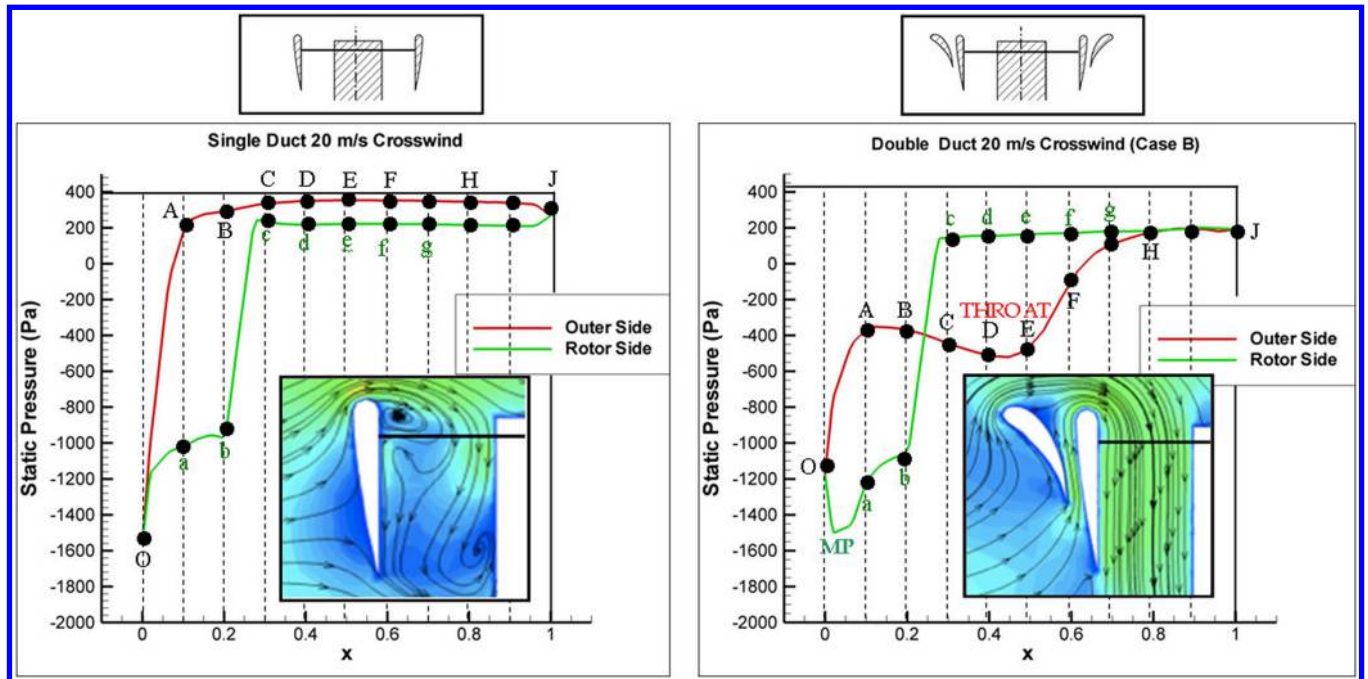 Single Duct 20 m/s Crosswind
Static Pressure (Pa)
400
200
0
-200
-400
-600
-800
-1000
-1200
-1400
-1600
-1800
-2000
0
0.2
0.4
0.6
0.8
1
x
O
A
B
C
D
E
F
H
J
a
b
c
d
e
f
g
Outer Side
Rotor Side
Double Duct 20 m/s Crosswind (Case B)
Static Pressure (Pa)
400
200
0
-200
-400
-600
-800
-1000
-1200
-1400
-1600
-1800
-2000
0
0.2
0.4
0.6
0.8
1
x
O
A
B
C
D
E
F
H
J
THROAT
MP
a
b
c
d
e
f
g
Outer Side
Rotor Side